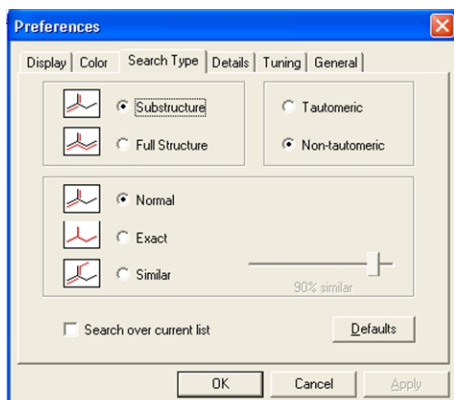 Preferences
Display Color Search Type Details Tuning General
Substructure
Full Structure
Tautomeric
Non-tautomeric
Normal
Exact
Similar
90% similar
Search over current list
Defaults
OK Cancel Apply